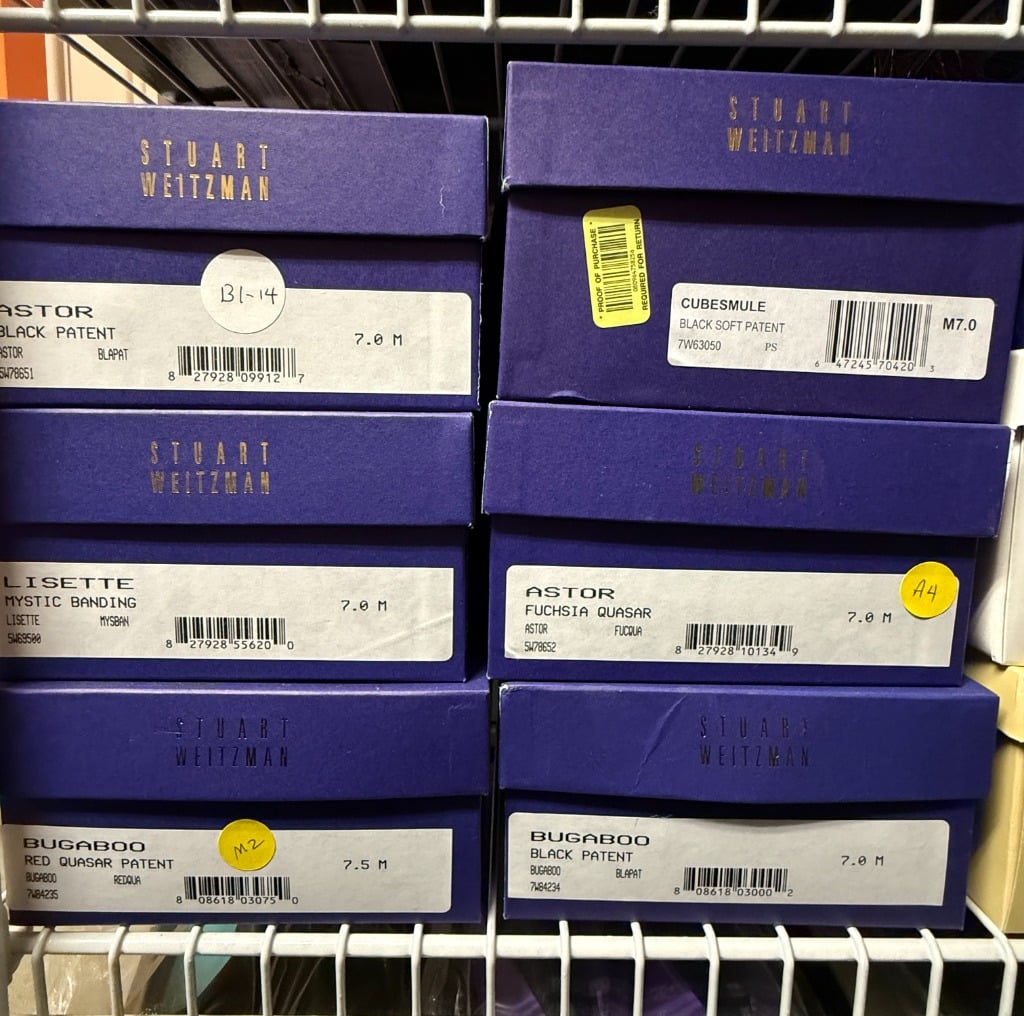 STUART
WEITZMAN
B1-14
ASTOR
BLACK PATENT
7.0 M
ASTOR BLAPAT
5W78651
8 27928 09912 7
STUART
WEITZMAN
* PROOF OF PURCHASE *
REQUIRED FOR RETURN
CUBESMULE
BLACK SOFT PATENT
M7.0
7W63050 PS
6 47245 70420 3
STUART
WEITZMAN
LISETTE
MYSTIC BANDING
7.0 M
LISETTE MYSBAN
5W69500
8 27928 55620 0
STUART
WEITZMAN
A4
ASTOR
FUCHSIA QUASAR
7.0 M
ASTOR FUCQUA
5W78652
8 27928 10134 9
STUART
WEITZMAN
M2
BUGABOO
RED QUASAR PATENT
7.5 M
BUGABOO REDQUA
7W84235
8 08618 03075 0
STUART
WEITZMAN
BUGABOO
BLACK PATENT
7.0 M
BUGABOO BLAPAT
7W84234
8 08618 03000 2